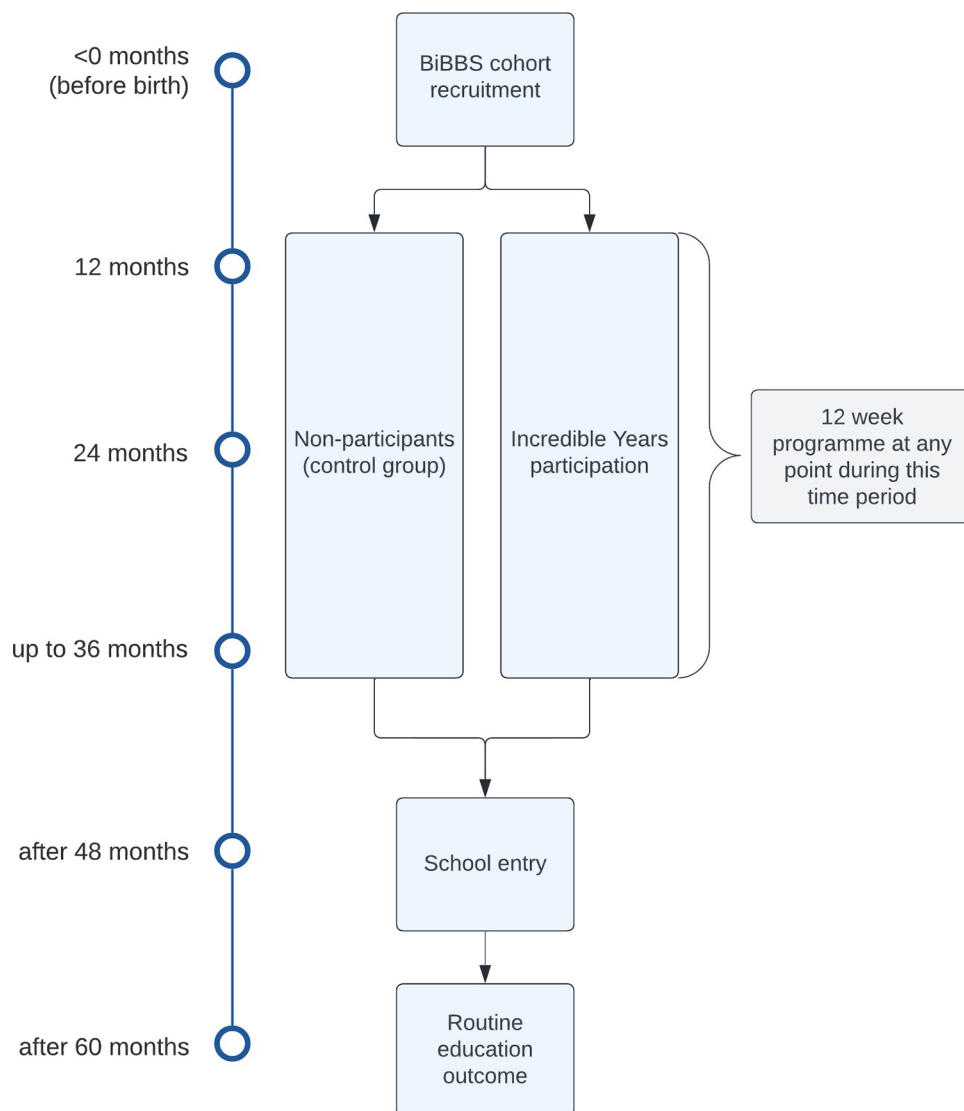 <0 months
(before birth)
BiBBS cohort
recruitment
12 months
24 months
Non-participants
(control group)
Incredible Years
participation
12 week
programme at any
point during this
time period
up to 36 months
after 48 months
School entry
after 60 months
Routine
education
outcome